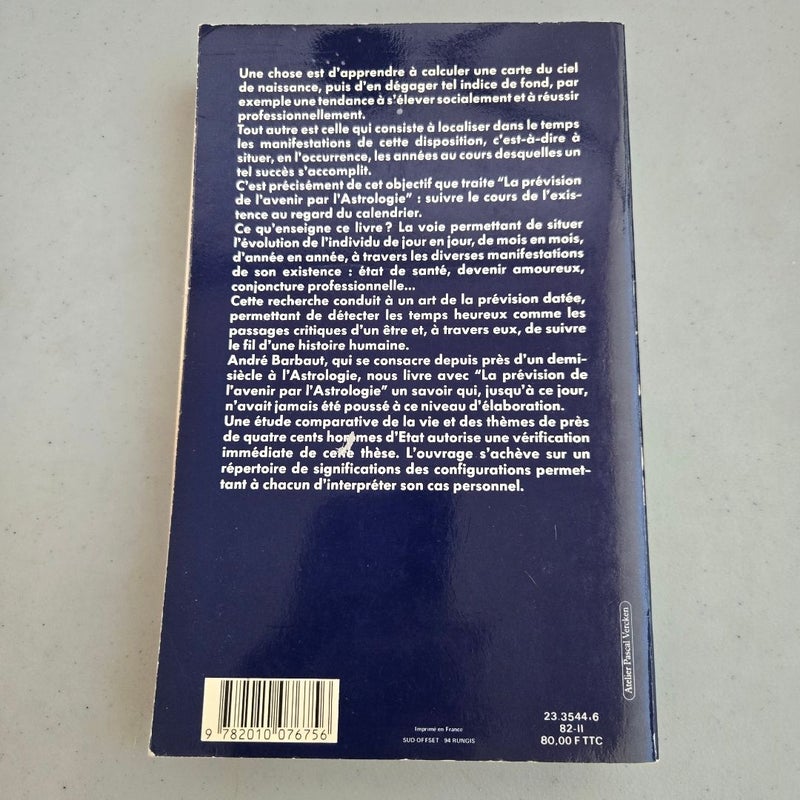 Une chose est d'apprendre à calculer une carte du ciel
de naissance, puis d'en dégager tel indice de fond, par
exemple une tendance à s'élever socialement et à réussir
professionnellement.
Tout autre est celle qui consiste à localiser dans le temps
les manifestations de cette disposition, c'est-à-dire à
situer, en l'occurrence, les années au cours desquelles un
tel succès s'accomplit.
C'est précisément de cet objectif que traite "La prévision
de l'avenir par l'Astrologie" : suivre le cours de l'exis-
tence au regard du calendrier.
Ce qu'enseigne ce livre ? La voie permettant de situer
l'évolution de l'individu de jour en jour, de mois en mois,
d'année en année, à travers les diverses manifestations
de son existence : état de santé, devenir amoureux,
conjoncture professionnelle...
Cette recherche conduit à un art de la prévision datée,
permettant de détecter les temps heureux comme les
passages critiques d'un être et, à travers eux, de suivre
le fil d'une histoire humaine.
André Barbaut, qui se consacre depuis près d'un demi-
siècle à l'Astrologie, nous livre avec "La prévision de
l'avenir par l'Astrologie" un savoir qui, jusqu'à ce jour,
n'avait jamais été poussé à ce niveau d'élaboration.
Une étude comparative de la vie et des thèmes de près
de quatre cents hommes d'Etat autorise une vérification
immédiate de cette thèse. L'ouvrage s'achève sur un
répertoire de significations des configurations permet-
tant à chacun d'interpréter son cas personnel.
Atelier Pascal Vercken
9 782010 076756
Imprimé en France
SUD OFFSET 94 RUNGIS
23.3544.6
82-II
80,00 F TTC